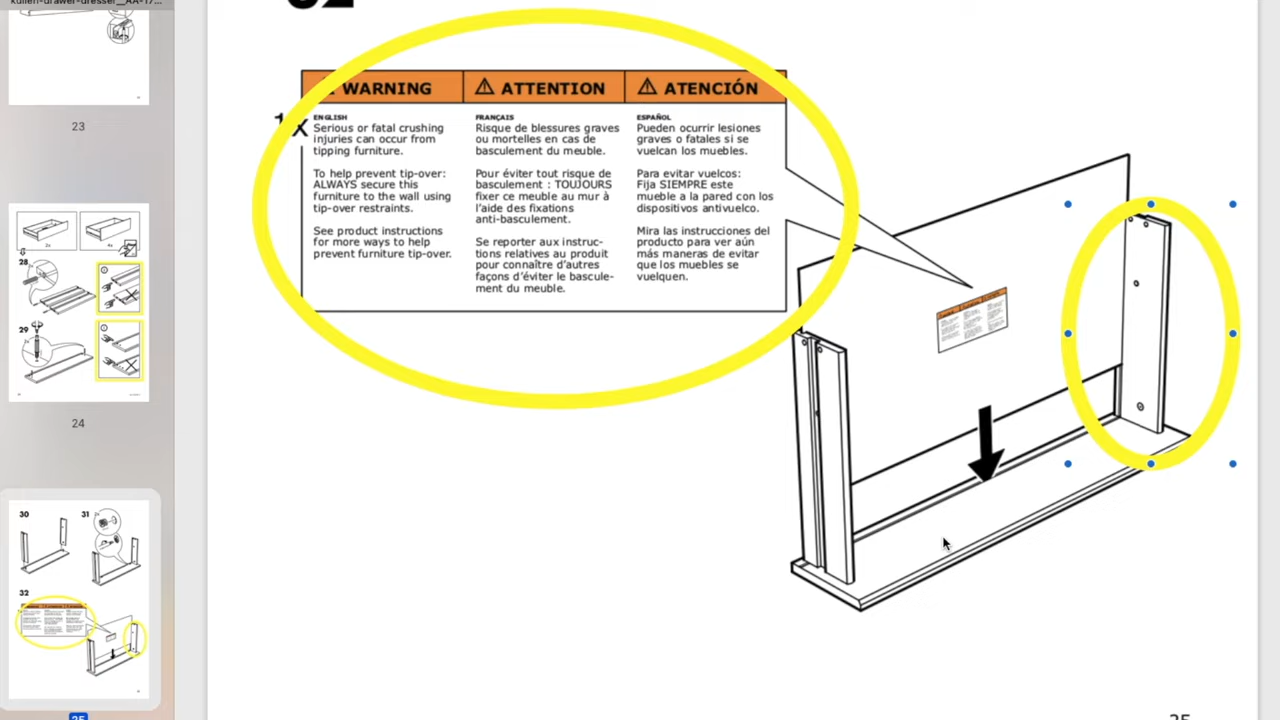 23
28
29
24
30
31
32
25
WARNING
ATTENTION
ATENCIÓN
ENGLISH
Serious or fatal crushing
injuries can occur from
tipping furniture.
To help prevent tip-over:
ALWAYS secure this
furniture to the wall using
tip-over restraints.
See product instructions
for more ways to help
prevent furniture tip-over.
FRANÇAIS
Risque de blessures graves
ou mortelles en cas de
basculement du meuble.
Pour éviter tout risque de
basculement : TOUJOURS
fixer ce meuble au mur à
l'aide des fixations
anti-basculement.
Se reporter aux instruc-
tions relatives au produit
pour connaître d'autres
façons d'éviter le bascule-
ment du meuble.
ESPAÑOL
Pueden ocurrir lesiones
graves o fatales si se
vuelcan los muebles.
Para evitar vuelcos:
Fija SIEMPRE este
mueble a la pared con los
dispositivos antivuelco.
Mira las instrucciones del
producto para ver aún
más maneras de evitar
que los muebles se
vuelquen.